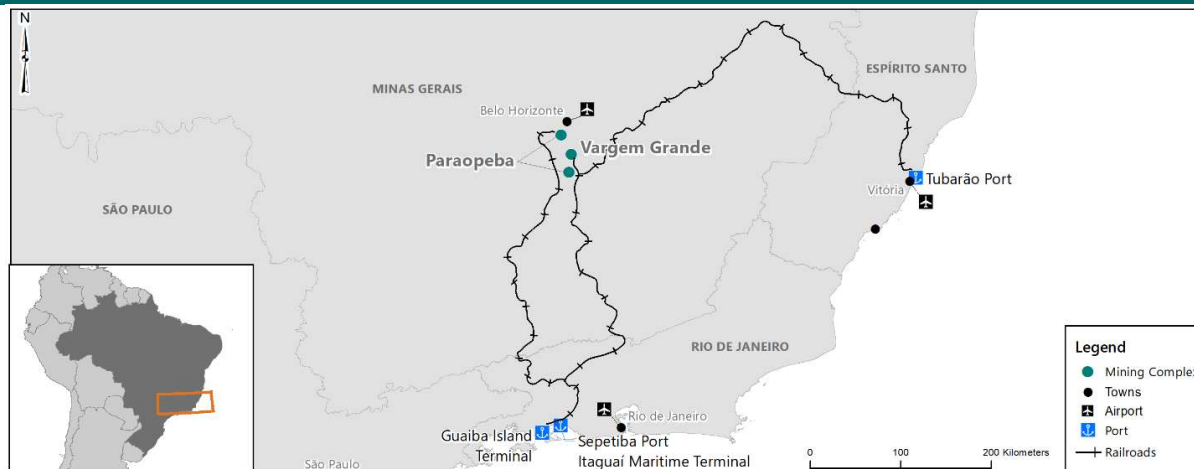 N
ESPÍRITO SANTO
MINAS GERAIS
Belo Horizonte
Vargem Grande
Paraopeba
Tubarão Port
Vitória
SÃO PAULO
RIO DE JANEIRO
Legend
Mining Complex
Towns
Airport
Port
Railroads
Rio de Janeiro
Guaiba Island
Terminal
Sepetiba Port
Itaguaí Maritime Terminal
São Paulo
0 100 200 Kilometers